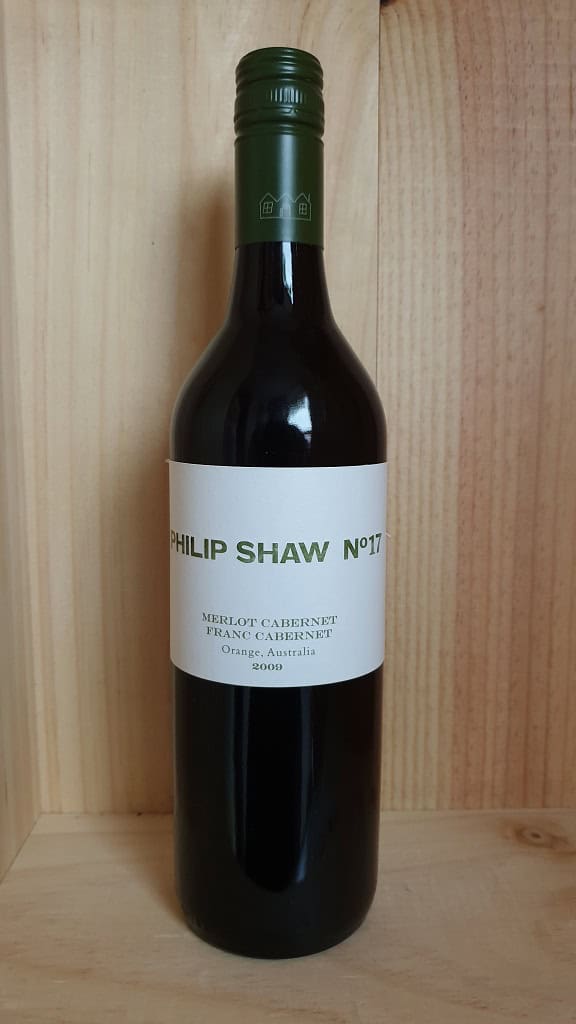 PHILIP SHAW Nº17
MERLOT CABERNET
FRANC CABERNET
Orange, Australia
2009